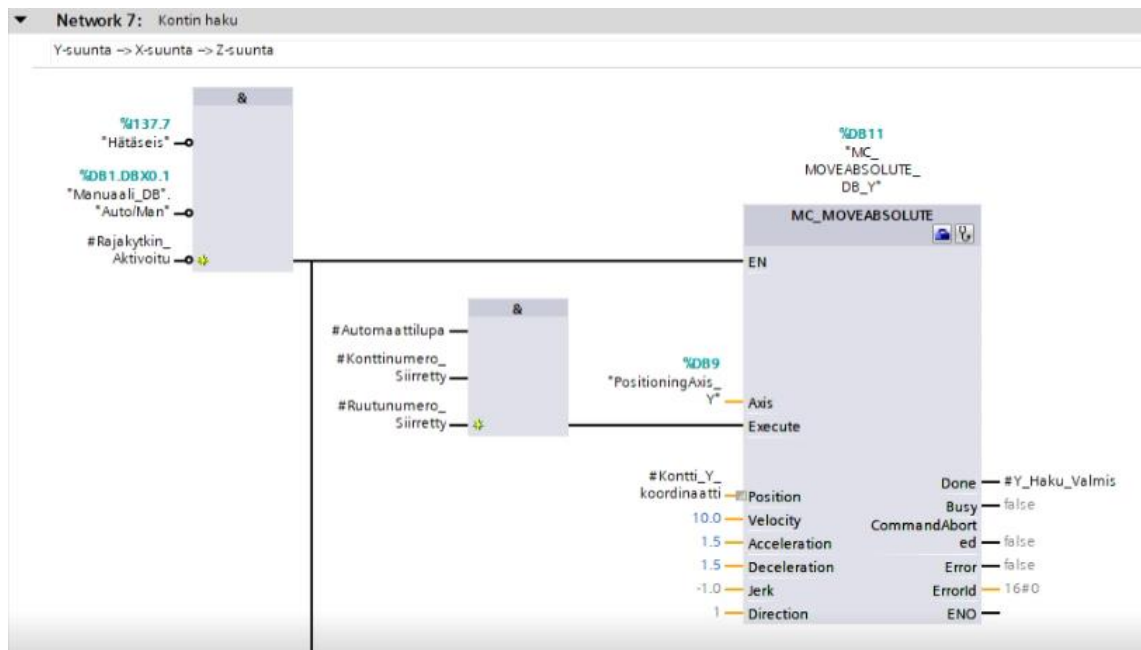 Network 7: Kontin haku
Y-suunta -> X-suunta -> Z-suunta
&
%I137.7
"Hätäseis"
%DB1.DBX0.1
"Manuaali_DB".
"Auto/Man"
#Rajakytkin_
Aktivoitu
&
#Automaattilupa
#Konttinumero_
Siirretty
#Ruutunumero_
Siirretty
%DB11
"MC_
MOVEABSOLUTE_
DB_Y"
MC_MOVEABSOLUTE
EN
%DB9
"PositioningAxis_
Y"
Axis
Execute
#Kontti_Y_
koordinaatti
Position
10.0
Velocity
1.5
Acceleration
1.5
Deceleration
-1.0
Jerk
1
Direction
Done
#Y_Haku_Valmis
Busy
false
CommandAbort
ed
false
Error
false
ErrorId
16#0
ENO